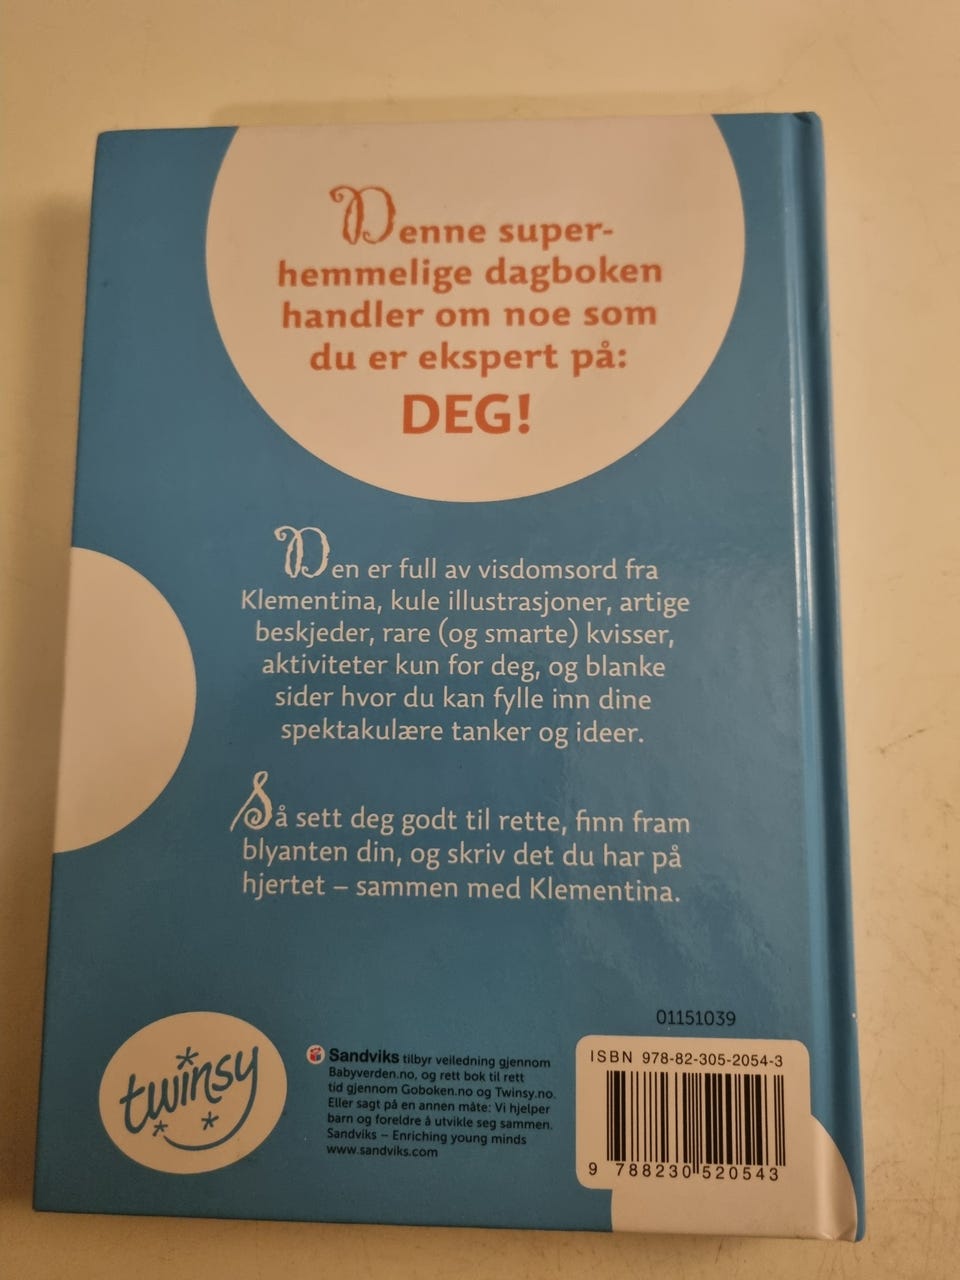 Denne super-
hemmelige dagboken
handler om noe som
du er ekspert på:
DEG!
Den er full av visdomsord fra
Klementina, kule illustrasjoner, artige
beskjeder, rare (og smarte) kvisser,
aktiviteter kun for deg, og blanke
sider hvor du kan fylle inn dine
spektakulære tanker og ideer.
Så sett deg godt til rette, finn fram
blyanten din, og skriv det du har på
hjertet – sammen med Klementina.
twinsy
Sandviks tilbyr veiledning gjennom
Babyverden.no, og rett bok til rett
tid gjennom Goboken.no og Twinsy.no.
Eller sagt på en annen måte: Vi hjelper
barn og foreldre å utvikle seg sammen.
Sandviks – Enriching young minds
www.sandviks.com
01151039
ISBN 978-82-305-2054-3
9 788230 520543